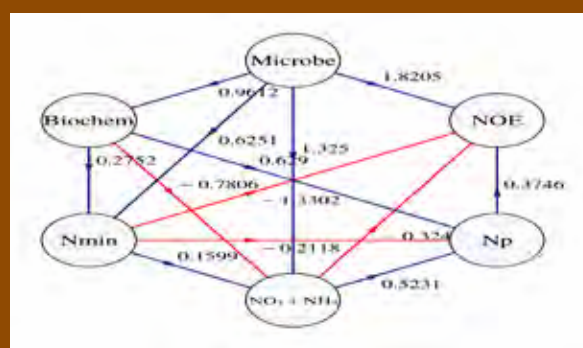 Microbe
1.8205
0.9612
Biochem
NOE
0.6251
1.325
0.2752
0.629
- 0.7806
0.3746
- 1.3302
Nmin
- 0.2118
0.324
Np
0.1599
0.5231
NO₃ + NH₄